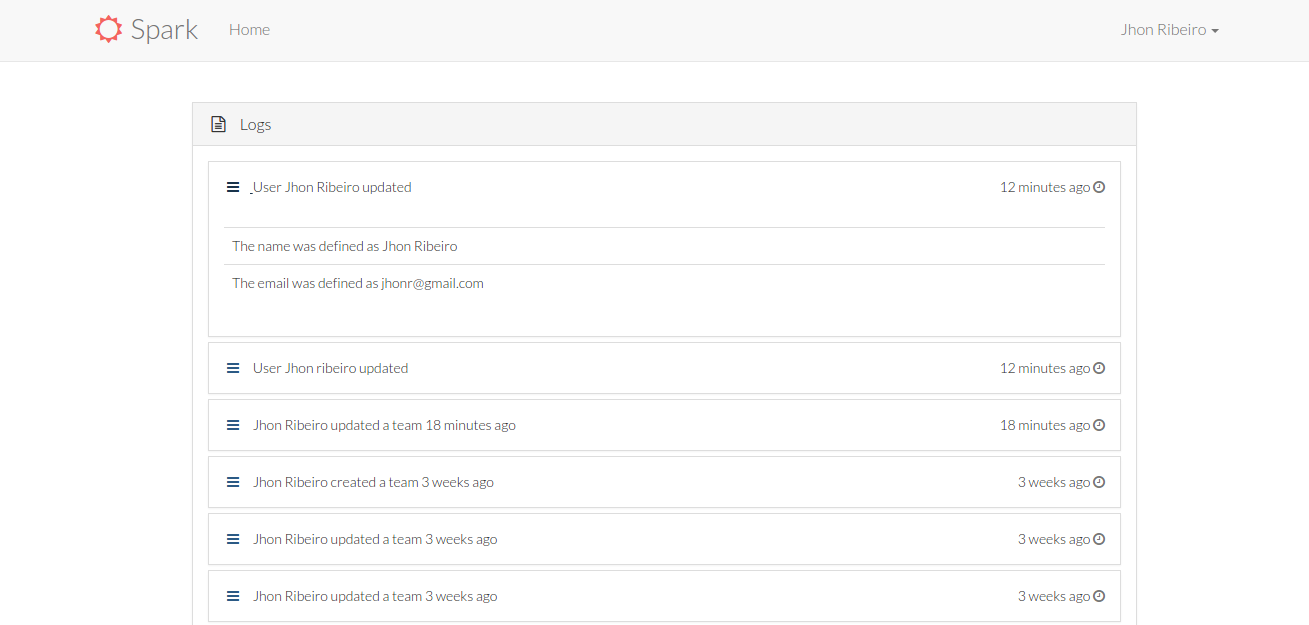 Spark Home Jhon Ribeiro
Logs
User Jhon Ribeiro updated 12 minutes ago
The name was defined as Jhon Ribeiro
The email was defined as jhonr@gmail.com
User Jhon ribeiro updated 12 minutes ago
Jhon Ribeiro updated a team 18 minutes ago 18 minutes ago
Jhon Ribeiro created a team 3 weeks ago 3 weeks ago
Jhon Ribeiro updated a team 3 weeks ago 3 weeks ago
Jhon Ribeiro updated a team 3 weeks ago 3 weeks ago